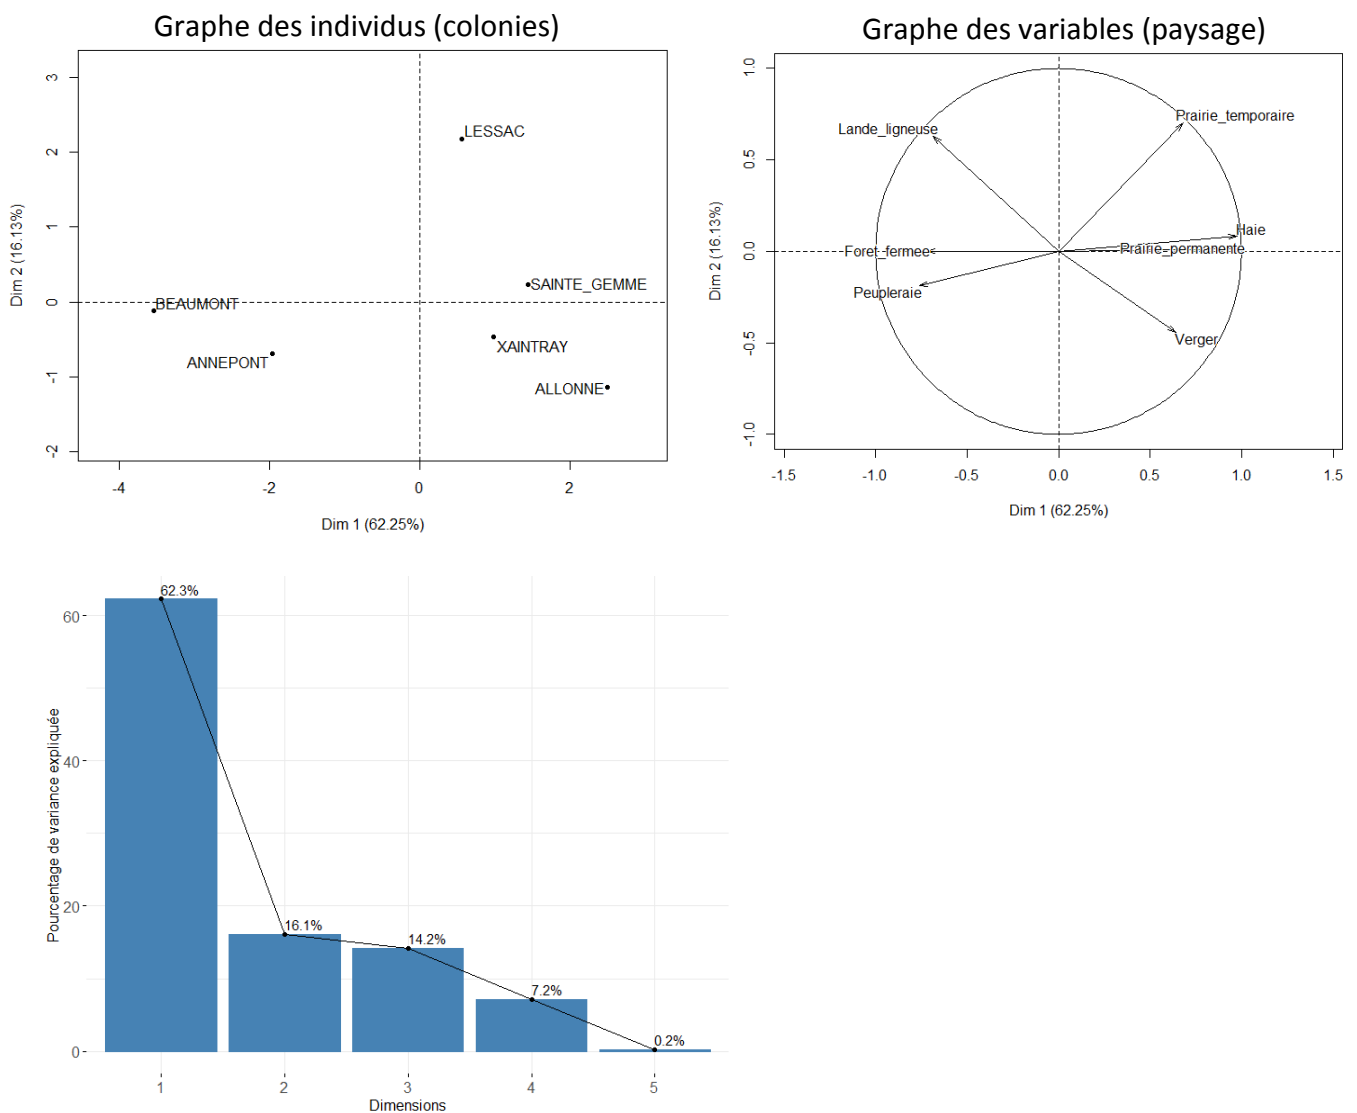 Graphe des individus (colonies)
3
2
1
0
-1
-2
Dim 2 (16.13%)
LESSAC
SAINTE_GEMME
BEAUMONT
XAINTRAY
ANNEPONT
ALLONNE
-4
-2
0
2
Dim 1 (62.25%)
Graphe des variables (paysage)
1.0
0.5
0.0
-0.5
-1.0
Dim 2 (16.13%)
Prairie_temporaire
Lande_ligneuse
Haie
Prairie_permanente
Foret_fermee
Peupleraie
Verger
-1.5
-1.0
-0.5
0.0
0.5
1.0
1.5
Dim 1 (62.25%)
Pourcentage de variance expliquée
60
40
20
0
62.3%
16.1%
14.2%
7.2%
0.2%
1
2
3
4
5
Dimensions